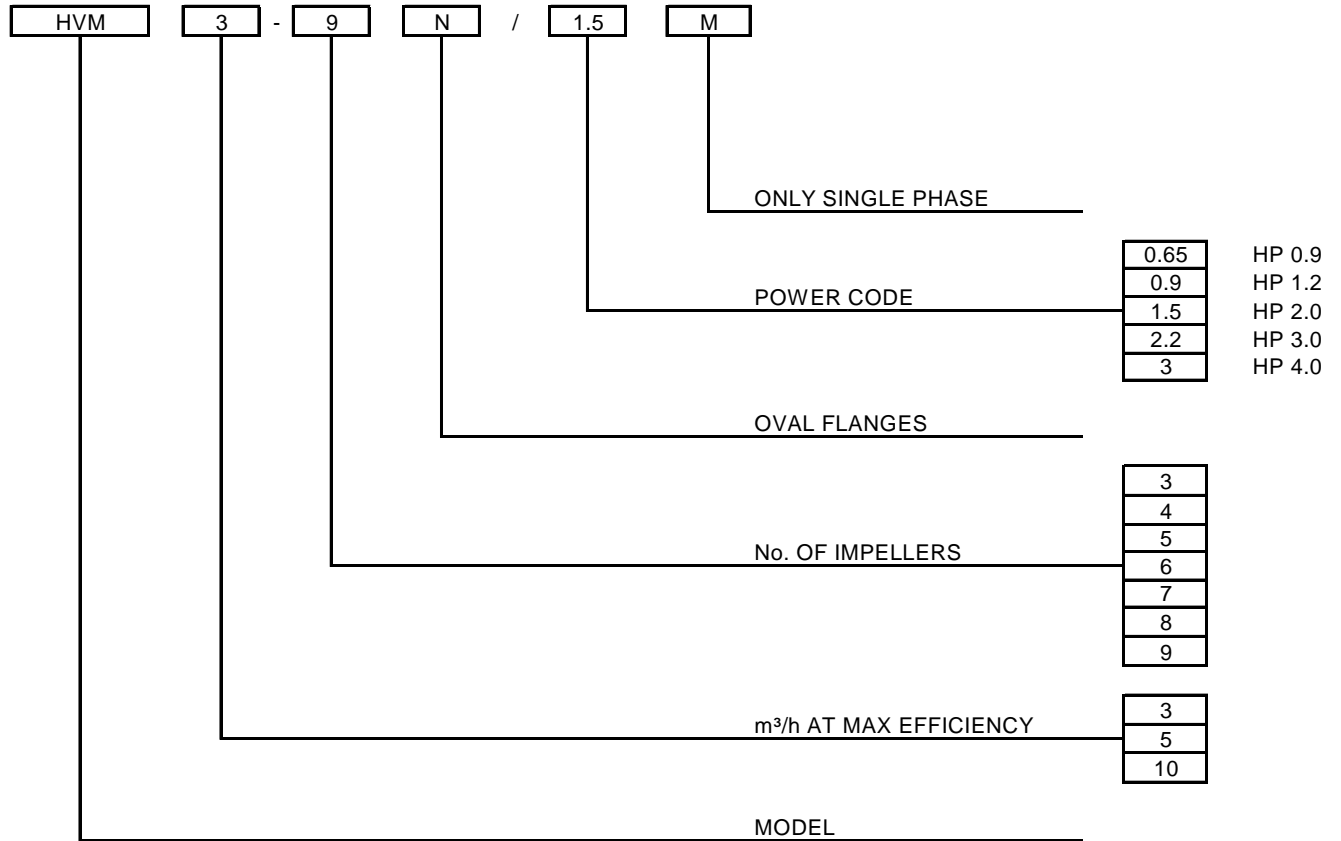 HVM 3 - 9 N / 1.5 M
ONLY SINGLE PHASE
0.65 HP 0.9
0.9 HP 1.2
POWER CODE
1.5 HP 2.0
2.2 HP 3.0
3 HP 4.0
OVAL FLANGES
3
4
5
No. OF IMPELLERS
6
7
8
9
3
m³/h AT MAX EFFICIENCY
5
10
MODEL